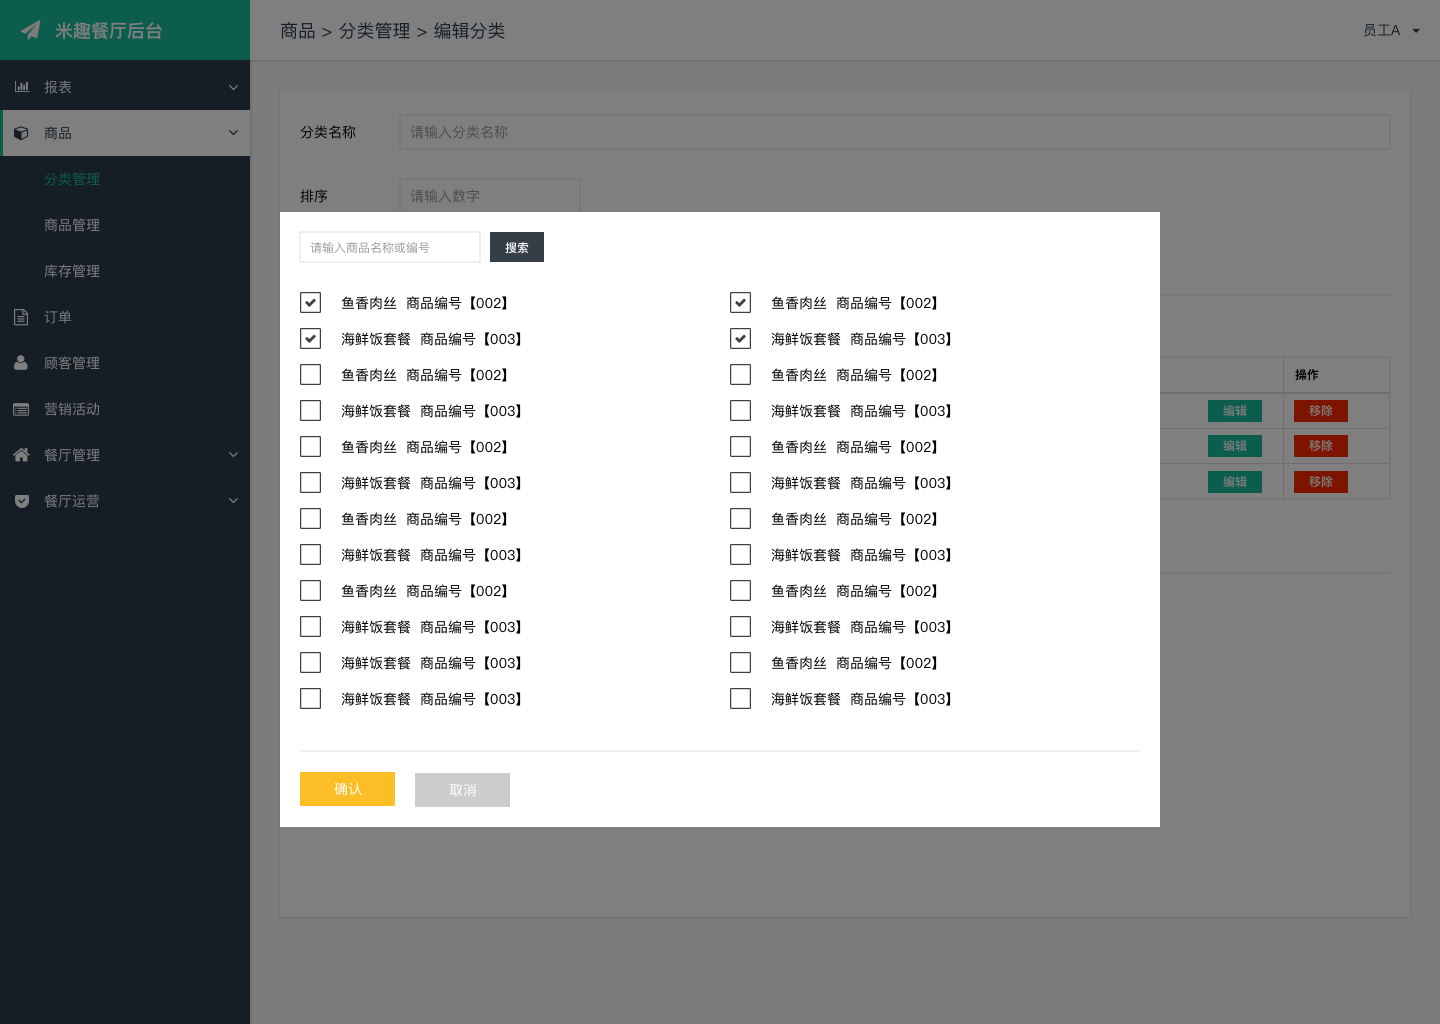 米趣餐厅后台
商品 > 分类管理 > 编辑分类
员工A
报表
商品
分类管理
商品管理
库存管理
订单
顾客管理
营销活动
餐厅管理
餐厅运营
分类名称 请输入分类名称
排序 请输入数字
操作
编辑 移除
编辑 移除
编辑 移除
请输入商品名称或编号 搜索
鱼香肉丝 商品编号【002】 鱼香肉丝 商品编号【002】
海鲜饭套餐 商品编号【003】 海鲜饭套餐 商品编号【003】
鱼香肉丝 商品编号【002】 鱼香肉丝 商品编号【002】
海鲜饭套餐 商品编号【003】 海鲜饭套餐 商品编号【003】
鱼香肉丝 商品编号【002】 鱼香肉丝 商品编号【002】
海鲜饭套餐 商品编号【003】 海鲜饭套餐 商品编号【003】
鱼香肉丝 商品编号【002】 鱼香肉丝 商品编号【002】
海鲜饭套餐 商品编号【003】 海鲜饭套餐 商品编号【003】
鱼香肉丝 商品编号【002】 鱼香肉丝 商品编号【002】
海鲜饭套餐 商品编号【003】 海鲜饭套餐 商品编号【003】
海鲜饭套餐 商品编号【003】 鱼香肉丝 商品编号【002】
海鲜饭套餐 商品编号【003】 海鲜饭套餐 商品编号【003】
确认 取消